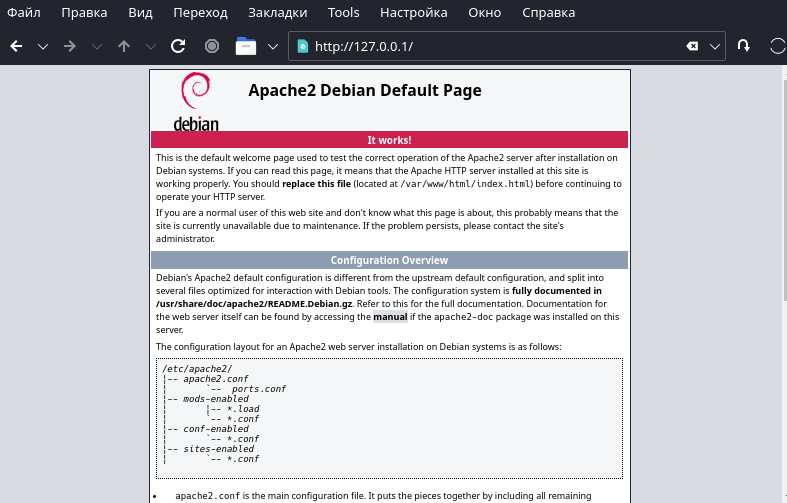 Файл Правка Вид Переход Закладки Tools Настройка Окно Справка
http://127.0.0.1/
debian
Apache2 Debian Default Page
It works!
This is the default welcome page used to test the correct operation of the Apache2 server after installation on
Debian systems. If you can read this page, it means that the Apache HTTP server installed at this site is
working properly. You should replace this file (located at /var/www/html/index.html) before continuing to
operate your HTTP server.
If you are a normal user of this web site and don't know what this page is about, this probably means that the
site is currently unavailable due to maintenance. If the problem persists, please contact the site's
administrator.
Configuration Overview
Debian's Apache2 default configuration is different from the upstream default configuration, and split into
several files optimized for interaction with Debian tools. The configuration system is fully documented in
/usr/share/doc/apache2/README.Debian.gz. Refer to this for the full documentation. Documentation for
the web server itself can be found by accessing the manual if the apache2-doc package was installed on this
server.
The configuration layout for an Apache2 web server installation on Debian systems is as follows:
/etc/apache2/
|-- apache2.conf
|       `--  ports.conf
|-- mods-enabled
|       |-- *.load
|       `-- *.conf
|-- conf-enabled
|       `-- *.conf
|-- sites-enabled
|       `-- *.conf
• apache2.conf is the main configuration file. It puts the pieces together by including all remaining